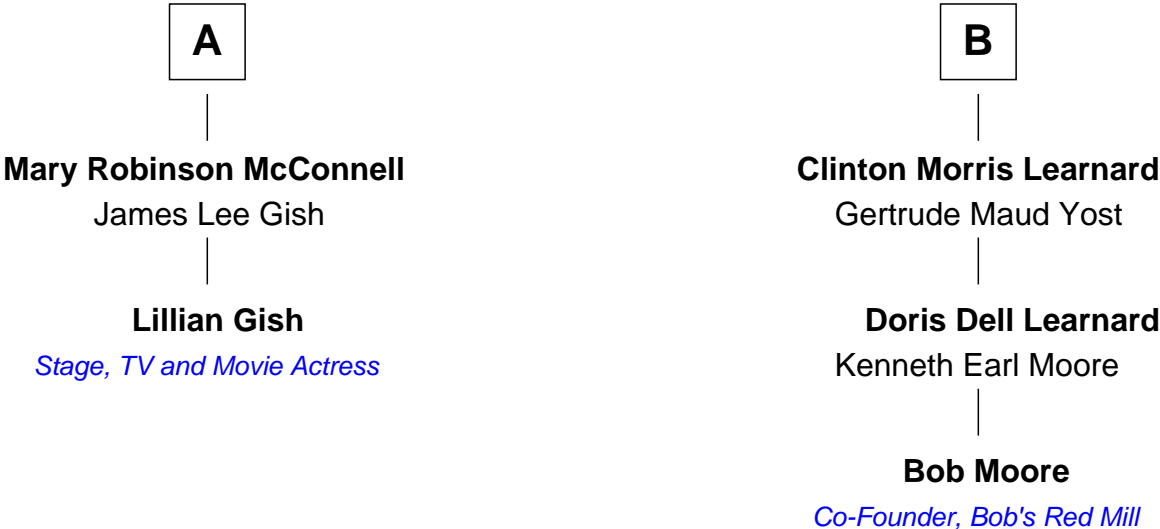 A
Mary Robinson McConnell
James Lee Gish
Lillian Gish
Stage, TV and Movie Actress
B
Clinton Morris Learnard
Gertrude Maud Yost
Doris Dell Learnard
Kenneth Earl Moore
Bob Moore
Co-Founder, Bob's Red Mill